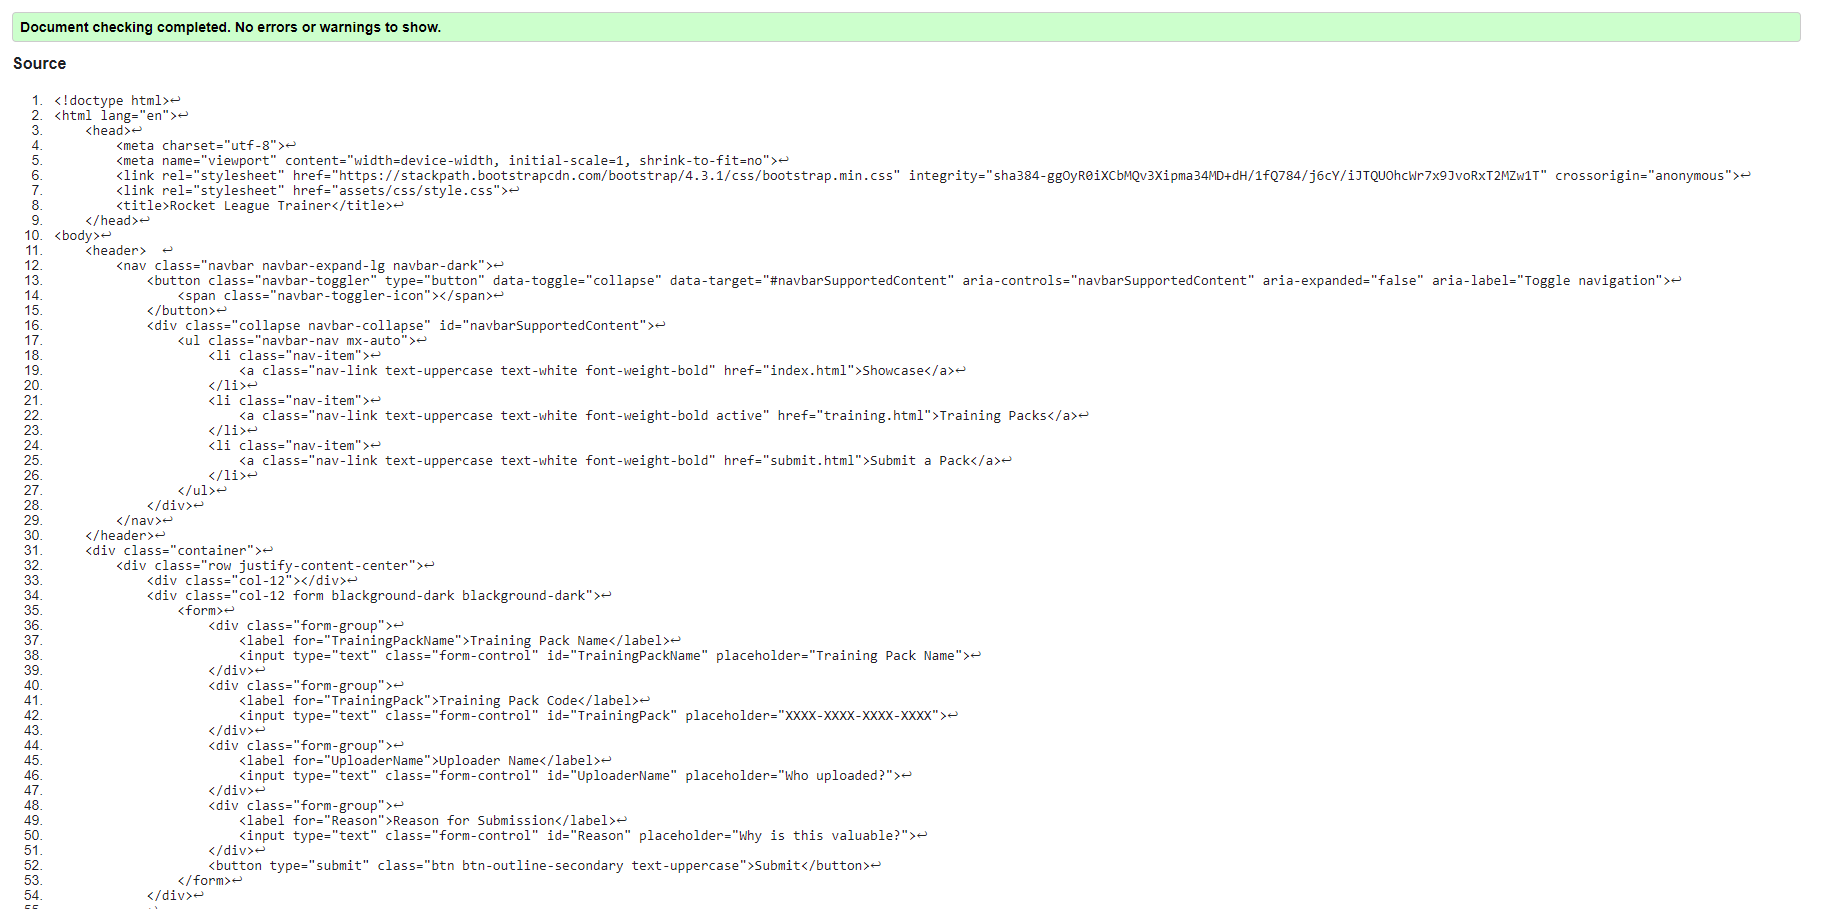 Document checking completed. No errors or warnings to show.
Source
1. <!doctype html>↩
2. <html lang="en">↩
3.     <head>↩
4.         <meta charset="utf-8">↩
5.         <meta name="viewport" content="width=device-width, initial-scale=1, shrink-to-fit=no">↩
6.         <link rel="stylesheet" href="https://stackpath.bootstrapcdn.com/bootstrap/4.3.1/css/bootstrap.min.css" integrity="sha384-ggOyR0iXCbMQv3Xipma34MD+dH/1fQ784/j6cY/iJTQUOhcWr7x9JvoRxT2MZw1T" crossorigin="anonymous">↩
7.         <link rel="stylesheet" href="assets/css/style.css">↩
8.         <title>Rocket League Trainer</title>↩
9.     </head>↩
10. <body>↩
11.     <header>  ↩
12.         <nav class="navbar navbar-expand-lg navbar-dark">↩
13.             <button class="navbar-toggler" type="button" data-toggle="collapse" data-target="#navbarSupportedContent" aria-controls="navbarSupportedContent" aria-expanded="false" aria-label="Toggle navigation">↩
14.                 <span class="navbar-toggler-icon"></span>↩
15.             </button>↩
16.             <div class="collapse navbar-collapse" id="navbarSupportedContent">↩
17.                 <ul class="navbar-nav mx-auto">↩
18.                     <li class="nav-item">↩
19.                         <a class="nav-link text-uppercase text-white font-weight-bold" href="index.html">Showcase</a>↩
20.                     </li>↩
21.                     <li class="nav-item">↩
22.                         <a class="nav-link text-uppercase text-white font-weight-bold active" href="training.html">Training Packs</a>↩
23.                     </li>↩
24.                     <li class="nav-item">↩
25.                         <a class="nav-link text-uppercase text-white font-weight-bold" href="submit.html">Submit a Pack</a>↩
26.                     </li>↩
27.                 </ul>↩
28.             </div>↩
29.         </nav>↩
30.     </header>↩
31.     <div class="container">↩
32.         <div class="row justify-content-center">↩
33.             <div class="col-12"></div>↩
34.             <div class="col-12 form blackground-dark blackground-dark">↩
35.                 <form>↩
36.                     <div class="form-group">↩
37.                         <label for="TrainingPackName">Training Pack Name</label>↩
38.                         <input type="text" class="form-control" id="TrainingPackName" placeholder="Training Pack Name">↩
39.                     </div>↩
40.                     <div class="form-group">↩
41.                         <label for="TrainingPack">Training Pack Code</label>↩
42.                         <input type="text" class="form-control" id="TrainingPack" placeholder="XXXX-XXXX-XXXX-XXXX">↩
43.                     </div>↩
44.                     <div class="form-group">↩
45.                         <label for="UploaderName">Uploader Name</label>↩
46.                         <input type="text" class="form-control" id="UploaderName" placeholder="Who uploaded?">↩
47.                     </div>↩
48.                     <div class="form-group">↩
49.                         <label for="Reason">Reason for Submission</label>↩
50.                         <input type="text" class="form-control" id="Reason" placeholder="Why is this valuable?">↩
51.                     </div>↩
52.                     <button type="submit" class="btn btn-outline-secondary text-uppercase">Submit</button>↩
53.                 </form>↩
54.             </div>↩